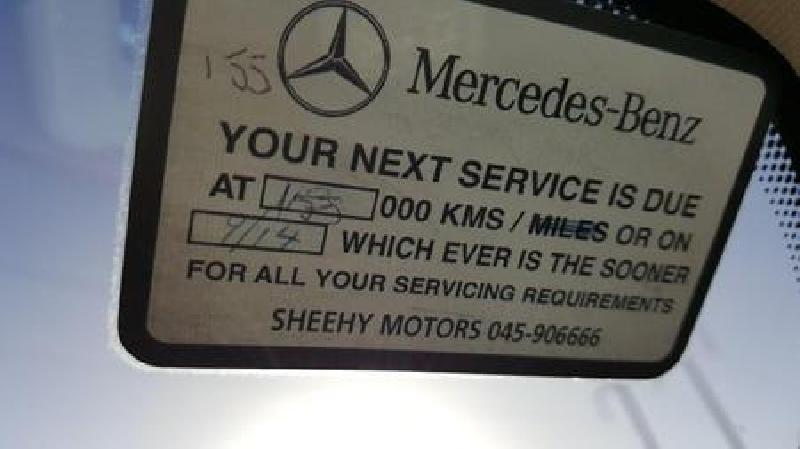 155
Mercedes-Benz
YOUR NEXT SERVICE IS DUE
AT 155 000 KMS / MILES OR ON
9/14 WHICH EVER IS THE SOONER
FOR ALL YOUR SERVICING REQUIREMENTS
SHEEHY MOTORS 045-906666